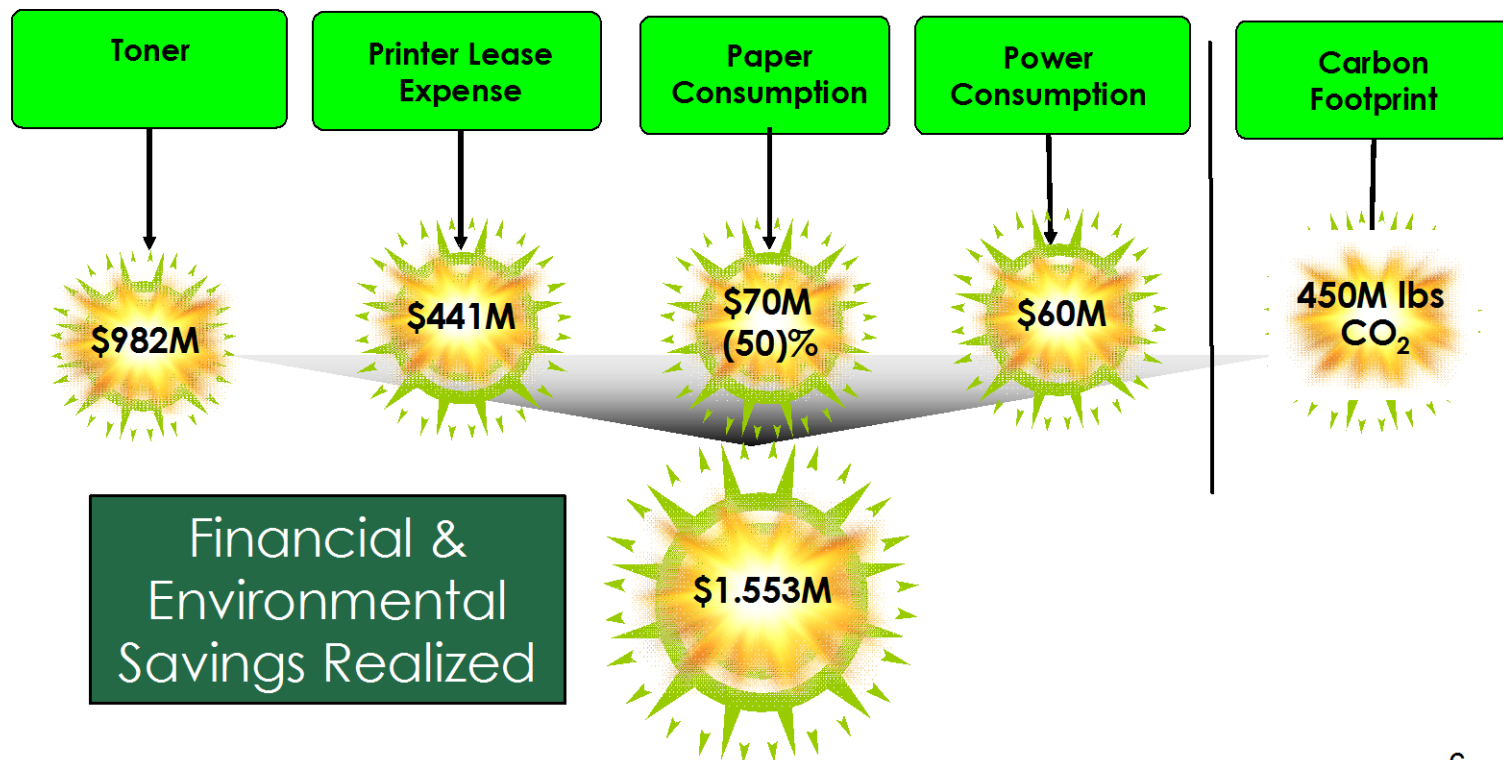 Toner
Printer Lease
Expense
Paper
Consumption
Power
Consumption
Carbon
Footprint
$982M
$441M
$70M
(50)%
$60M
450M lbs
CO₂
$1.553M
Financial &
Environmental
Savings Realized